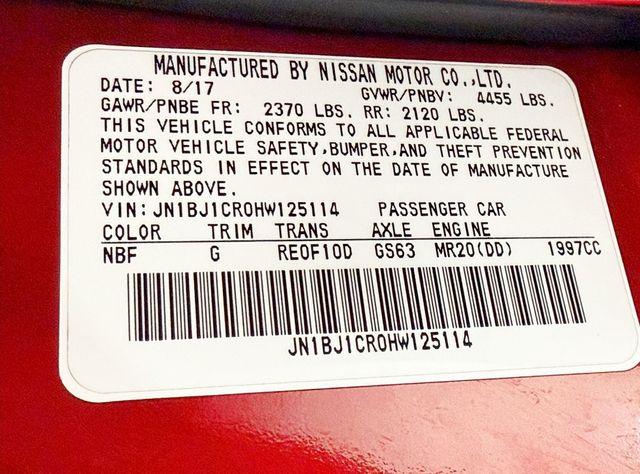 MANUFACTURED BY NISSAN MOTOR CO.,LTD.
DATE: 8/17 GVWR/PNBV: 4455 LBS.
GAWR/PNBE FR: 2370 LBS. RR: 2120 LBS.
THIS VEHICLE CONFORMS TO ALL APPLICABLE FEDERAL
MOTOR VEHICLE SAFETY,BUMPER,AND THEFT PREVENTION
STANDARDS IN EFFECT ON THE DATE OF MANUFACTURE
SHOWN ABOVE.
VIN: JN1BJ1CR0HW125114 PASSENGER CAR
COLOR TRIM TRANS AXLE ENGINE
NBF G RE0F10D GS63 MR20(DD) 1997CC
JN1BJ1CR0HW125114